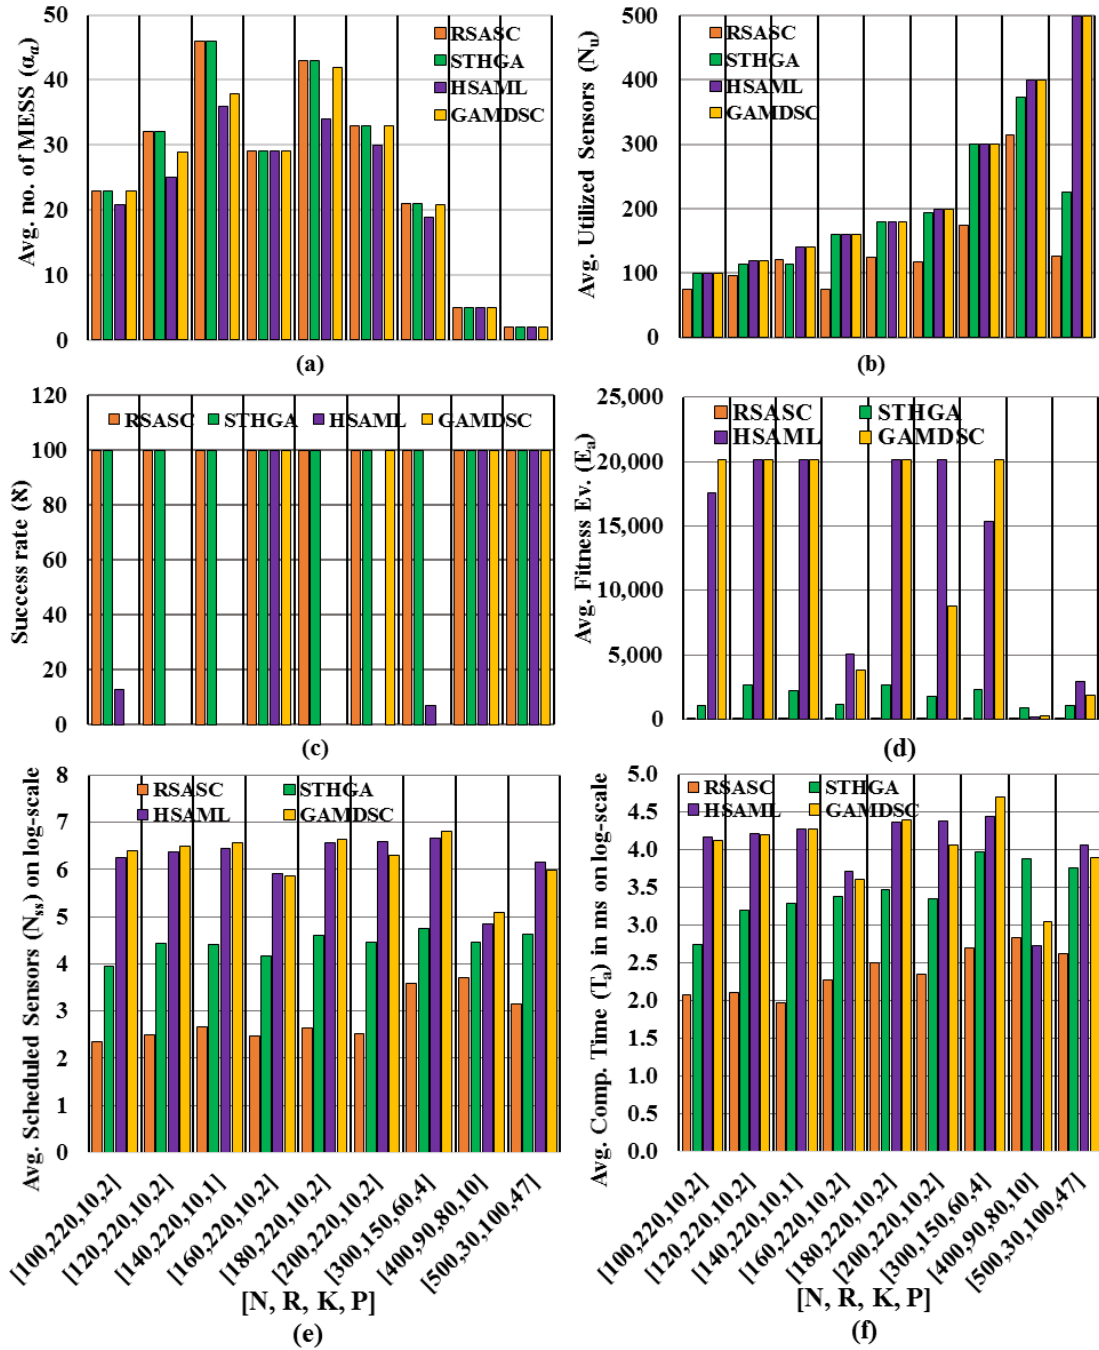 Avg. no. of MESS (αₐ)
50
40
30
20
10
0
RSASC
STHGA
HSAML
GAMDSC
(a)
Avg. Utilized Sensors (Nᵤ)
500
400
300
200
100
0
RSASC
STHGA
HSAML
GAMDSC
(b)
Success rate (ℵ)
120
100
80
60
40
20
0
RSASC STHGA HSAML GAMDSC
(c)
Avg. Fitness Ev. (Eₐ)
25,000
20,000
15,000
10,000
5,000
0
RSASC STHGA
HSAML GAMDSC
(d)
Avg. Scheduled Sensors (Nₛₛ) on log-scale
8
7
6
5
4
3
2
1
0
RSASC STHGA
HSAML GAMDSC
[100,220,10,2]
[120,220,10,2]
[140,220,10,1]
[160,220,10,2]
[180,220,10,2]
[200,220,10,2]
[300,150,60,4]
[400,90,80,10]
[500,30,100,47]
[N, R, K, P]
(e)
Avg. Comp. Time (Tₐ) in ms on log-scale
5.0
4.5
4.0
3.5
3.0
2.5
2.0
1.5
1.0
0.5
0.0
RSASC STHGA
HSAML GAMDSC
[100,220,10,2]
[120,220,10,2]
[140,220,10,1]
[160,220,10,2]
[180,220,10,2]
[200,220,10,2]
[300,150,60,4]
[400,90,80,10]
[500,30,100,47]
[N, R, K, P]
(f)